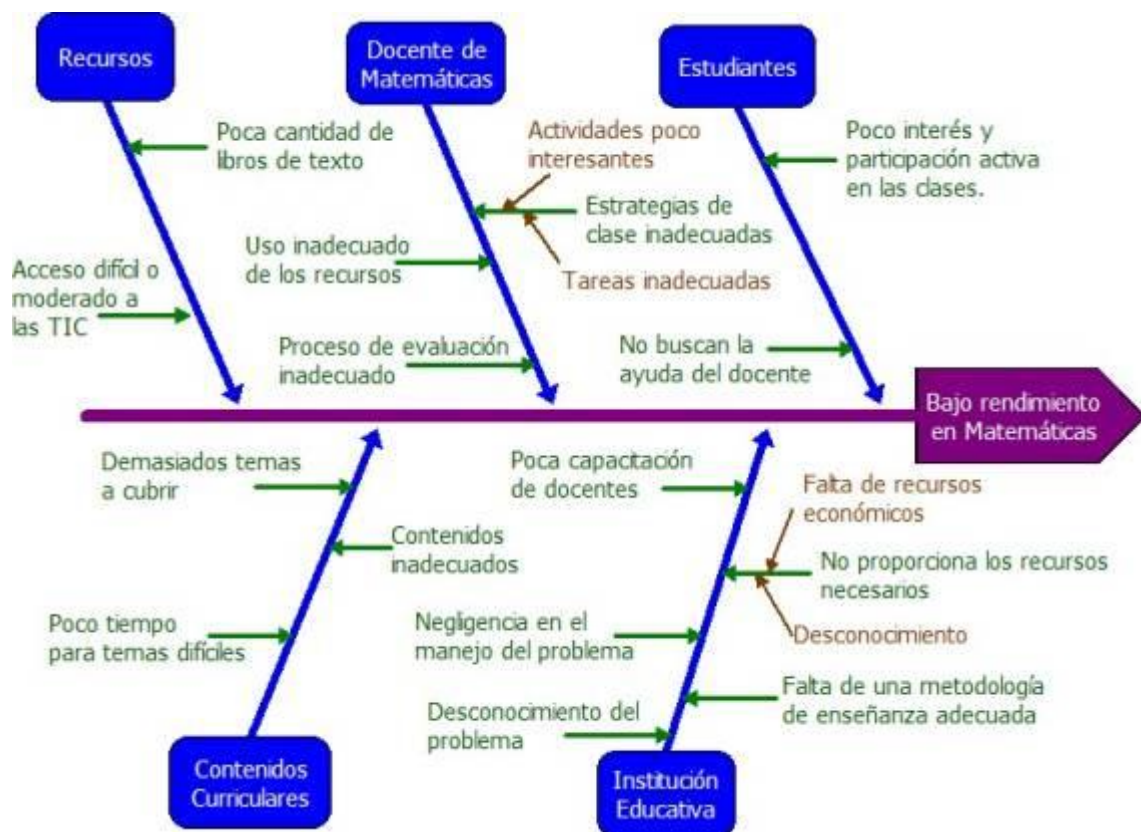 Recursos
Docente de
Matemáticas
Estudiantes
Poca cantidad de
libros de texto
Actividades poco
interesantes
Poco interés y
participación activa
en las clases.
Estrategias de
clase inadecuadas
Uso inadecuado
de los recursos
Tareas inadecuadas
Acceso difícil o
moderado a
las TIC
Proceso de evaluación
inadecuado
No buscan la
ayuda del docente
Bajo rendimiento
en Matemáticas
Demasiados temas
a cubrir
Poca capacitación
de docentes
Falta de recursos
económicos
Contenidos
inadecuados
No proporciona los recursos
necesarios
Poco tiempo
para temas difíciles
Negligencia en el
manejo del problema
Desconocimiento
Desconocimiento del
problema
Falta de una metodología
de enseñanza adecuada
Contenidos
Curriculares
Institución
Educativa